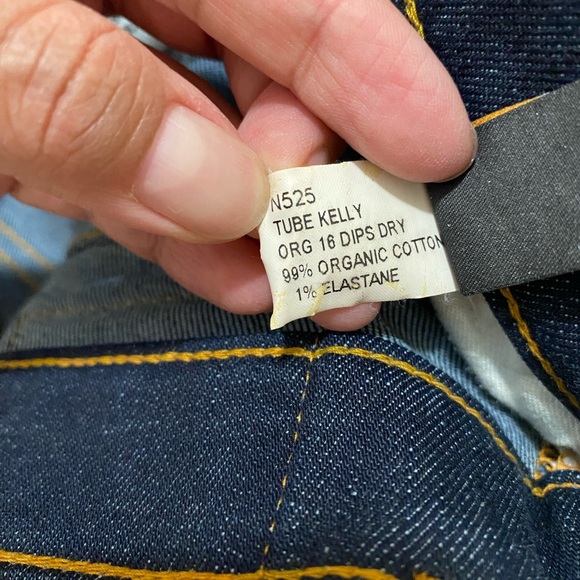 N525
TUBE KELLY
ORG 16 DIPS DRY
99% ORGANIC COTTON
1% ELASTANE